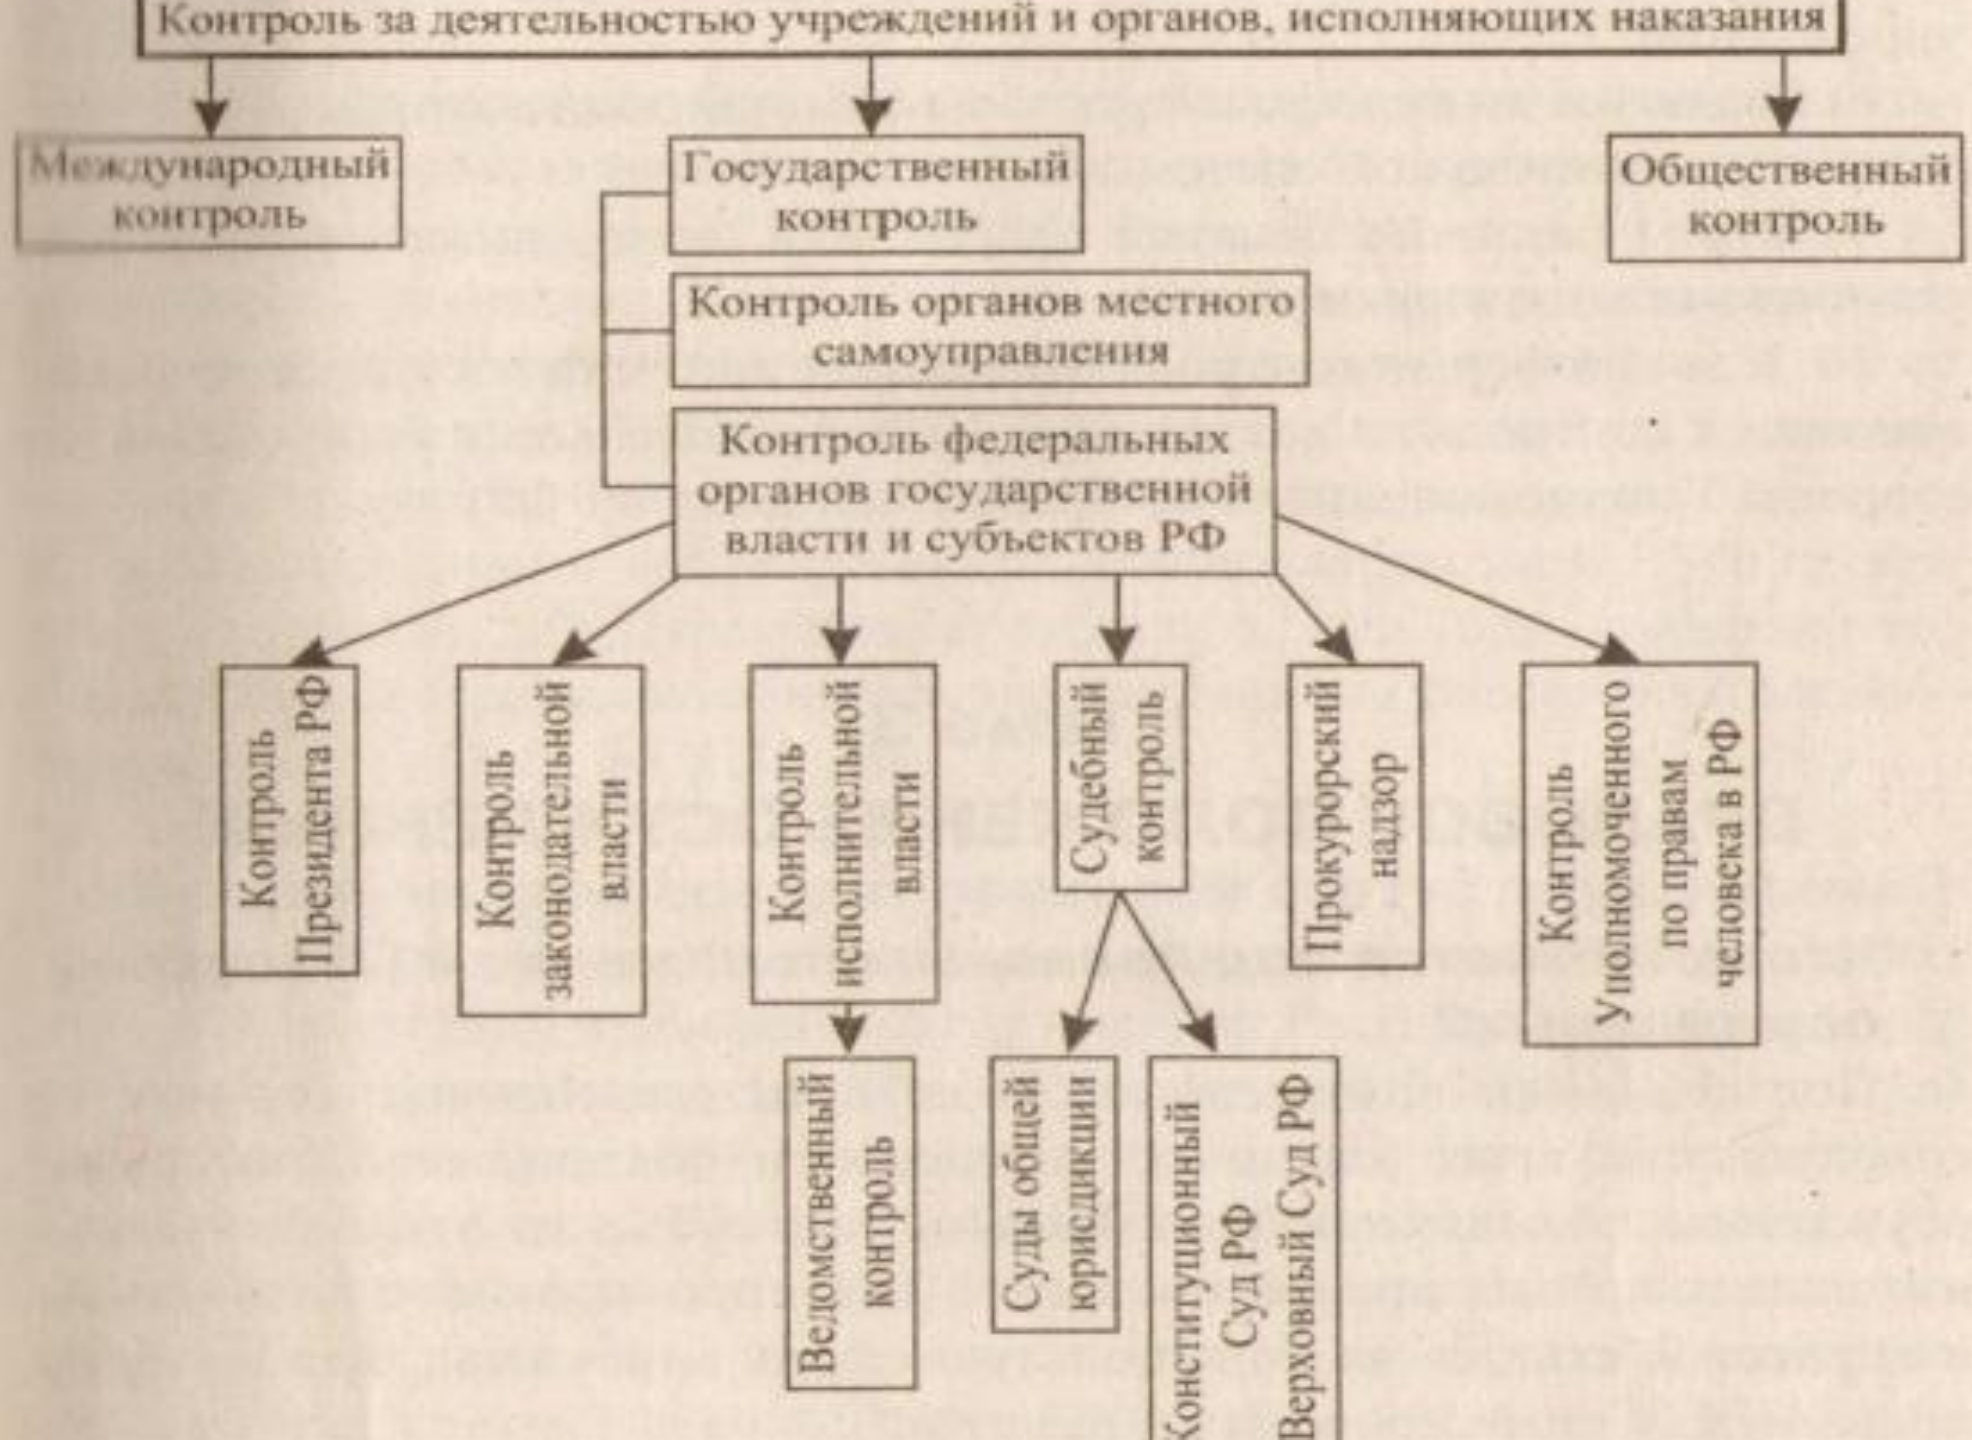 Контроль за деятельностью учреждений и органов, исполняющих наказания
Международный
контроль
Государственный
контроль
Общественный
контроль
Контроль органов местного
самоуправления
Контроль федеральных
органов государственной
власти и субъектов РФ
Контроль
Президента РФ
Контроль
законодательной
власти
Контроль
исполнительной
власти
Судебный
контроль
Прокурорский
надзор
Контроль
Уполномоченного
по правам
человека в РФ
Ведомственный
контроль
Суды общей
юрисдикции
Конституционный
Суд РФ
Верховный Суд РФ